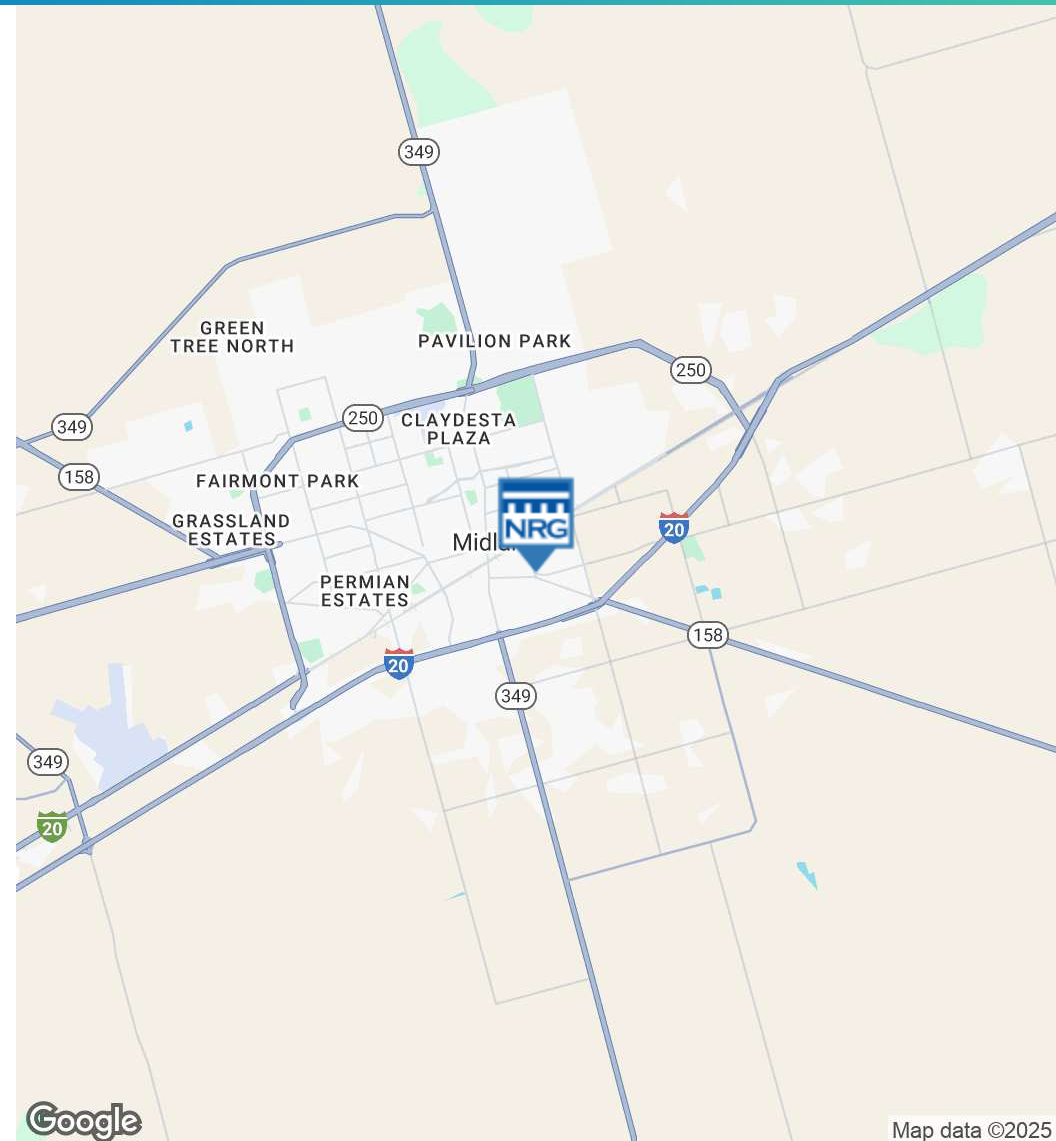 349
GREEN
TREE NORTH
PAVILION PARK
250
250
349
CLAYDESTA
PLAZA
158
FAIRMONT PARK
GRASSLAND
ESTATES
NRG
20
PERMIAN
ESTATES
158
20
349
349
20
Google
Map data ©2025